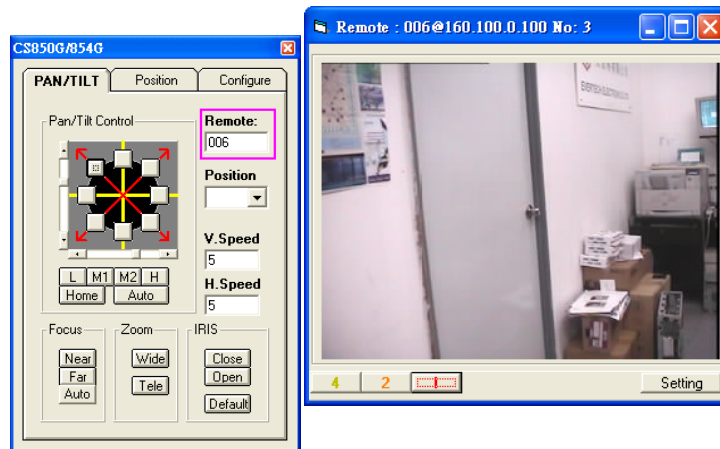 CS850G/854G
PAN/TILT
Position
Configure
Pan/Tilt Control
Remote:
006
Position
V.Speed
5
H.Speed
5
L
M1
M2
H
Home
Auto
Focus
Near
Far
Auto
Zoom
Wide
Tele
IRIS
Close
Open
Default
Remote : 006@160.100.0.100 No: 3
4
2
Setting